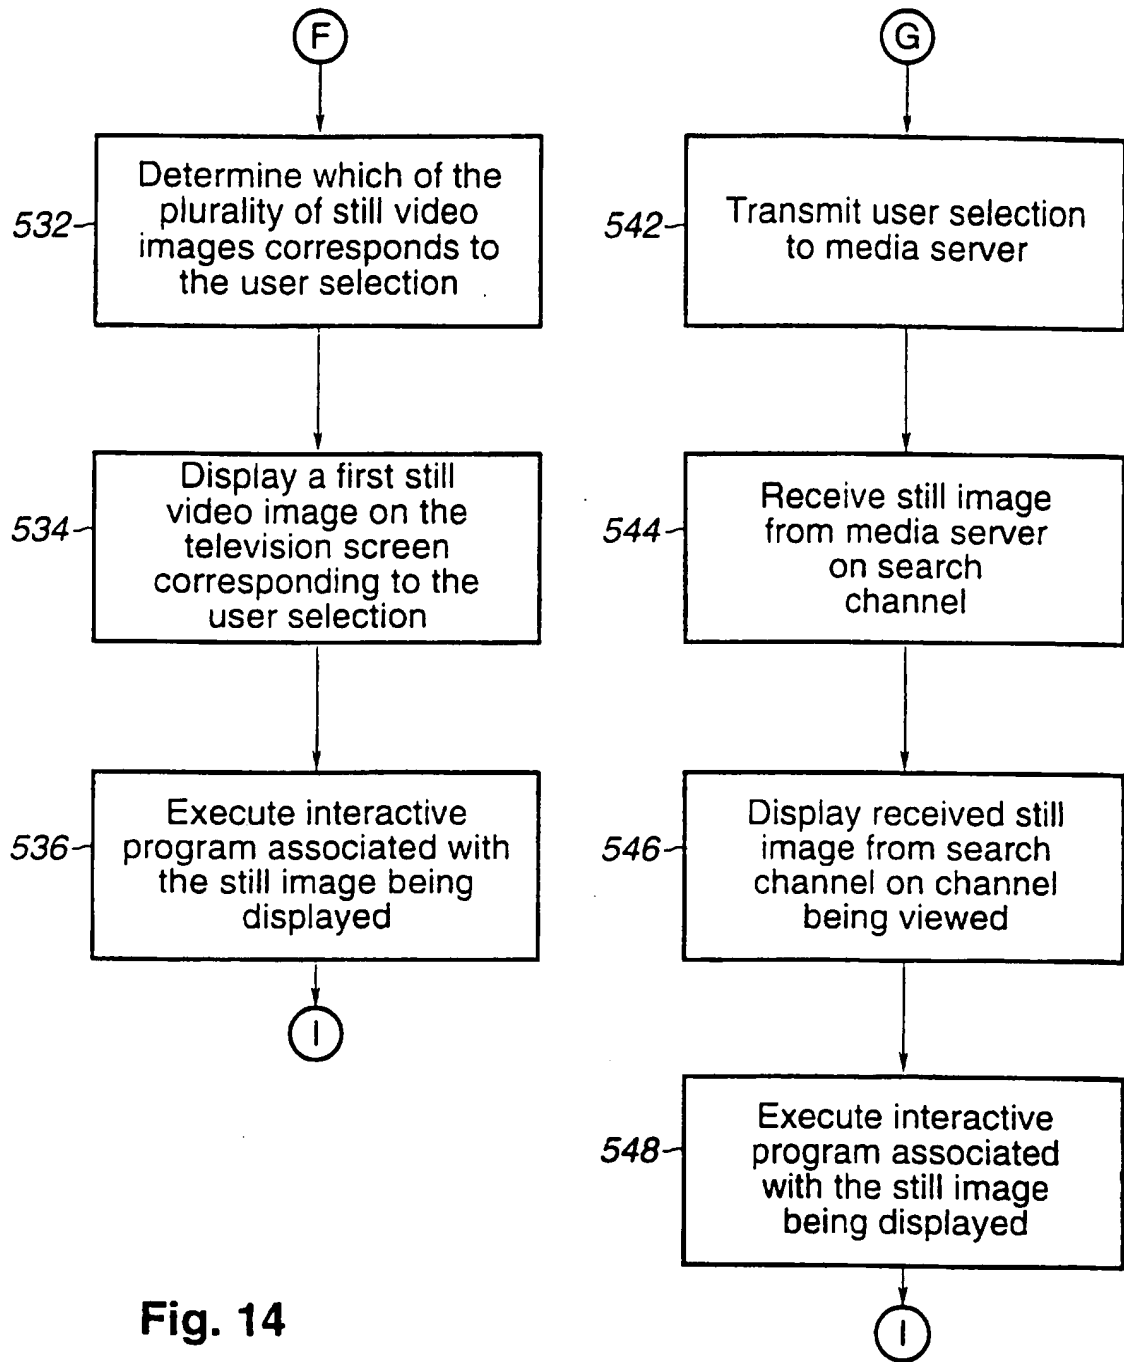 F
532
Determine which of the
plurality of still video
images corresponds to
the user selection
534
Display a first still
video image on the
television screen
corresponding to the
user selection
536
Execute interactive
program associated with
the still image being
displayed
I
G
542
Transmit user selection
to media server
544
Receive still image
from media server
on search
channel
546
Display received still
image from search
channel on channel
being viewed
548
Execute interactive
program associated
with the still image
being displayed
I
Fig. 14